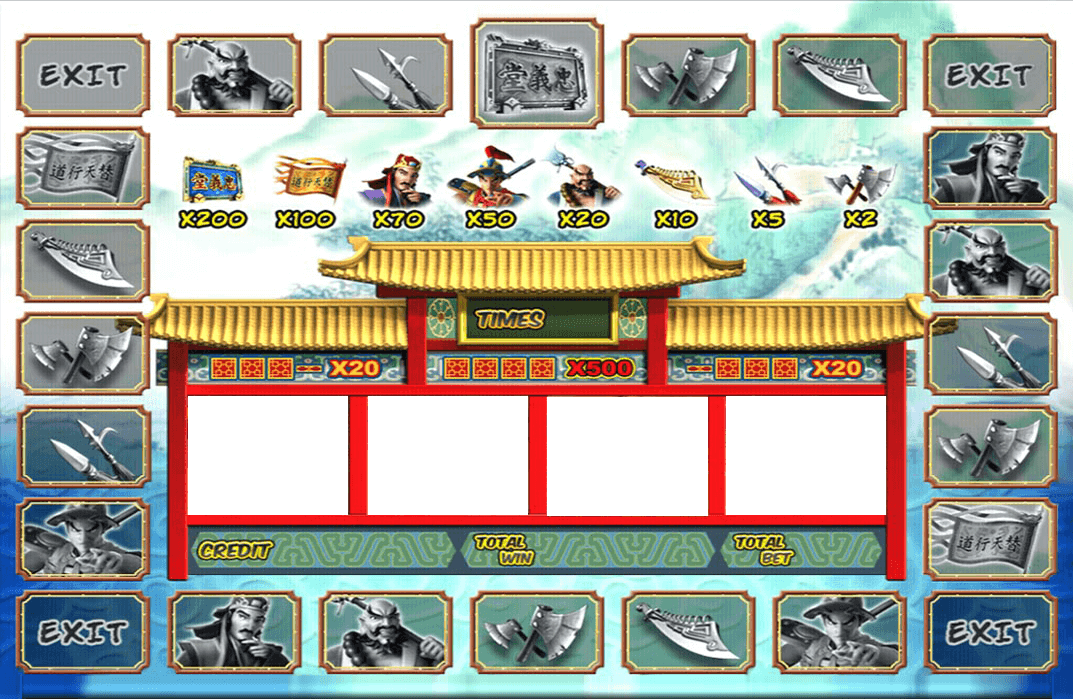 EXIT
堂義忠
EXIT
道行天替
堂義忠
道行天替
X200
X100
X70
X50
X20
X10
X5
X2
TIMES
X20
X500
X20
CREDIT
TOTAL
WIN
TOTAL
BET
道行天替
EXIT
EXIT